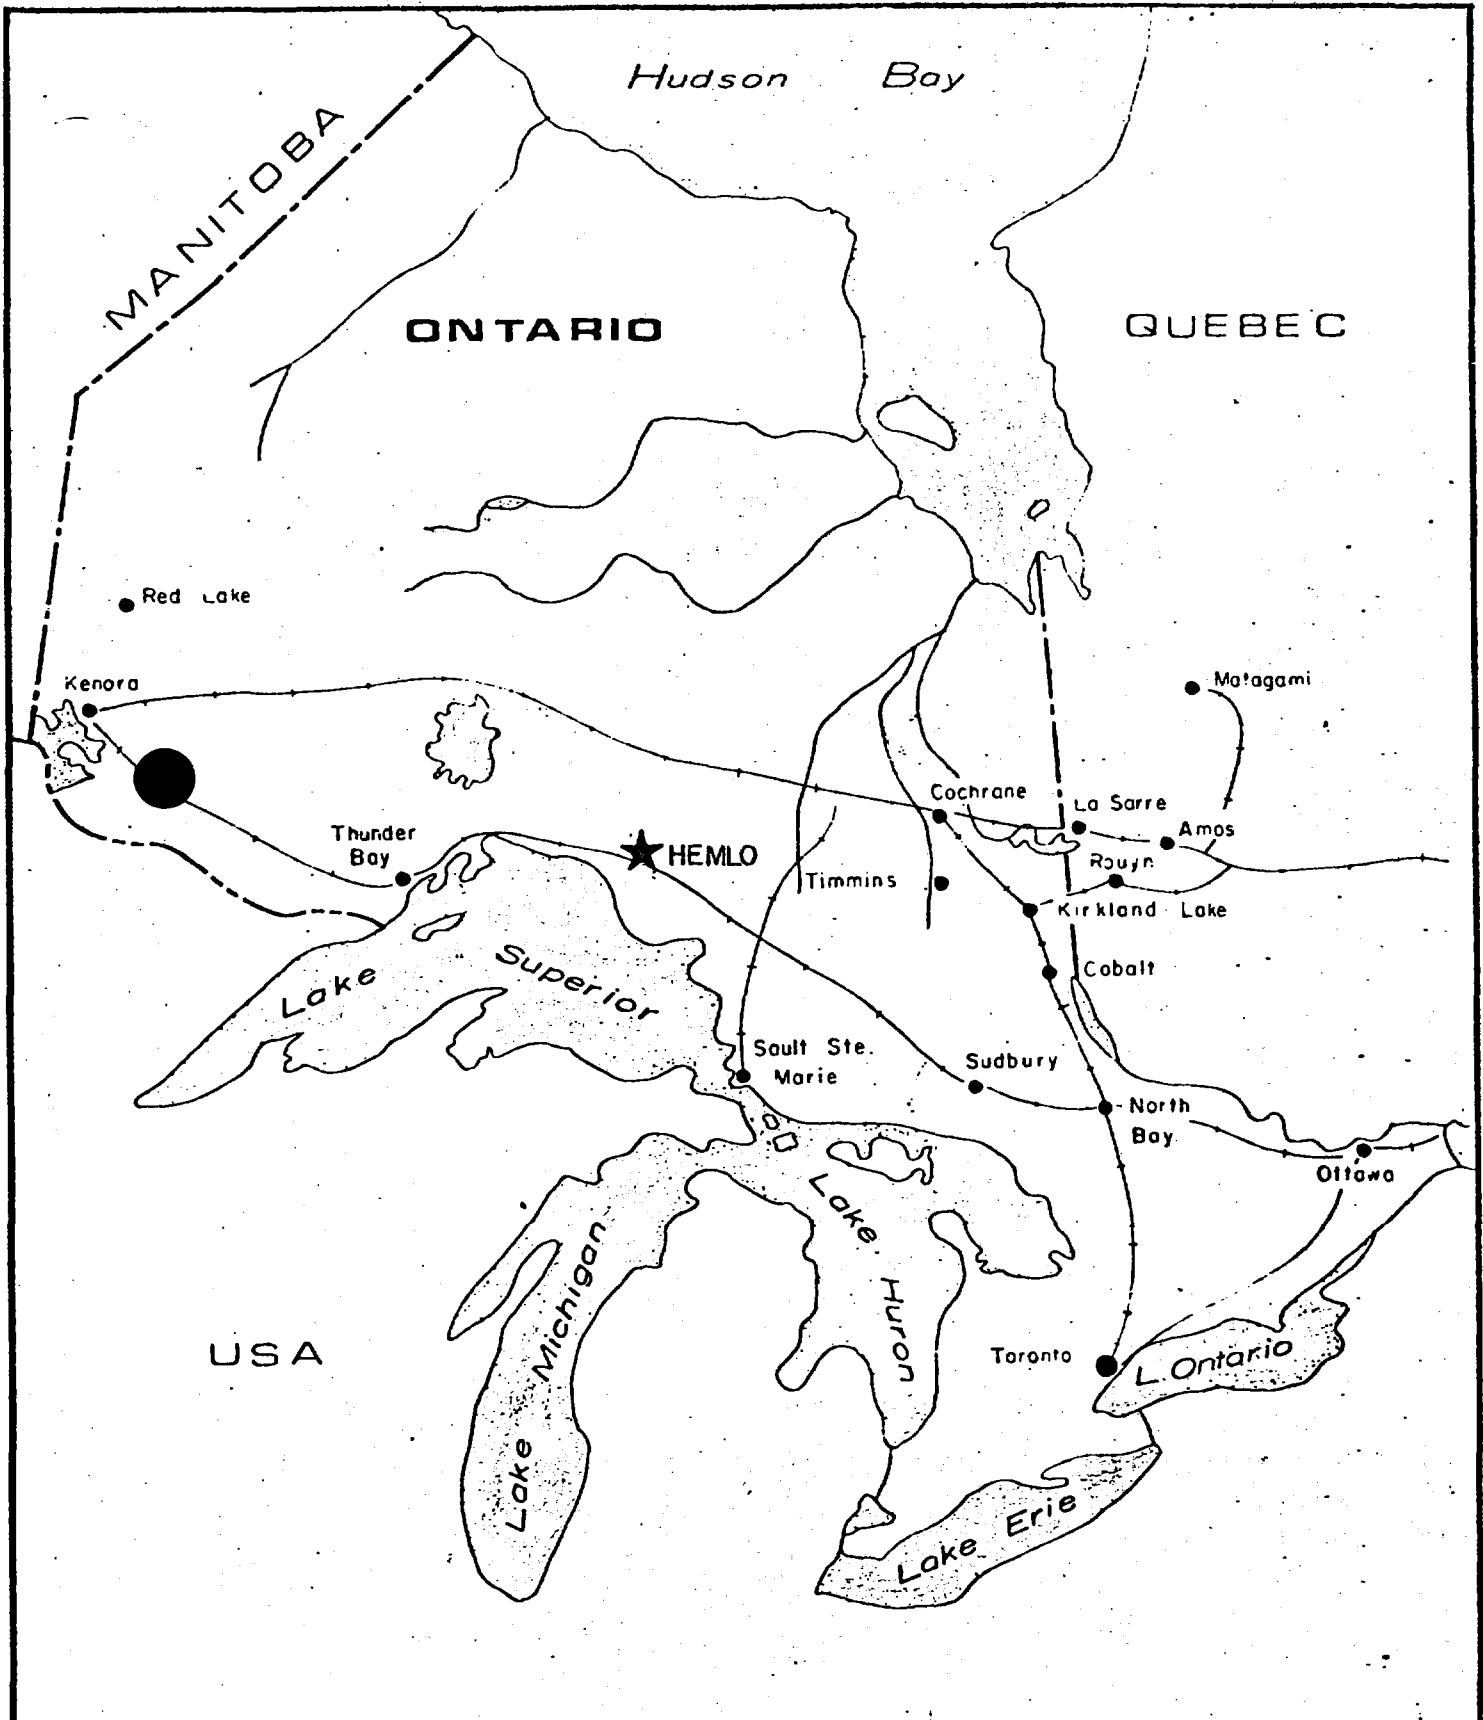 Hudson Bay
MANITOBA
ONTARIO
QUEBEC
Red Lake
Kenora
Matagami
Cochrane
La Sarre
Thunder
Bay
Amos
HEMLO
Rouyn
Timmins
Kirkland Lake
Lake Superior
Cobalt
Sault Ste.
Marie
Sudbury
North
Bay
Ottawa
Lake Huron
Lake Michigan
USA
Toronto
L. Ontario
Lake Erie